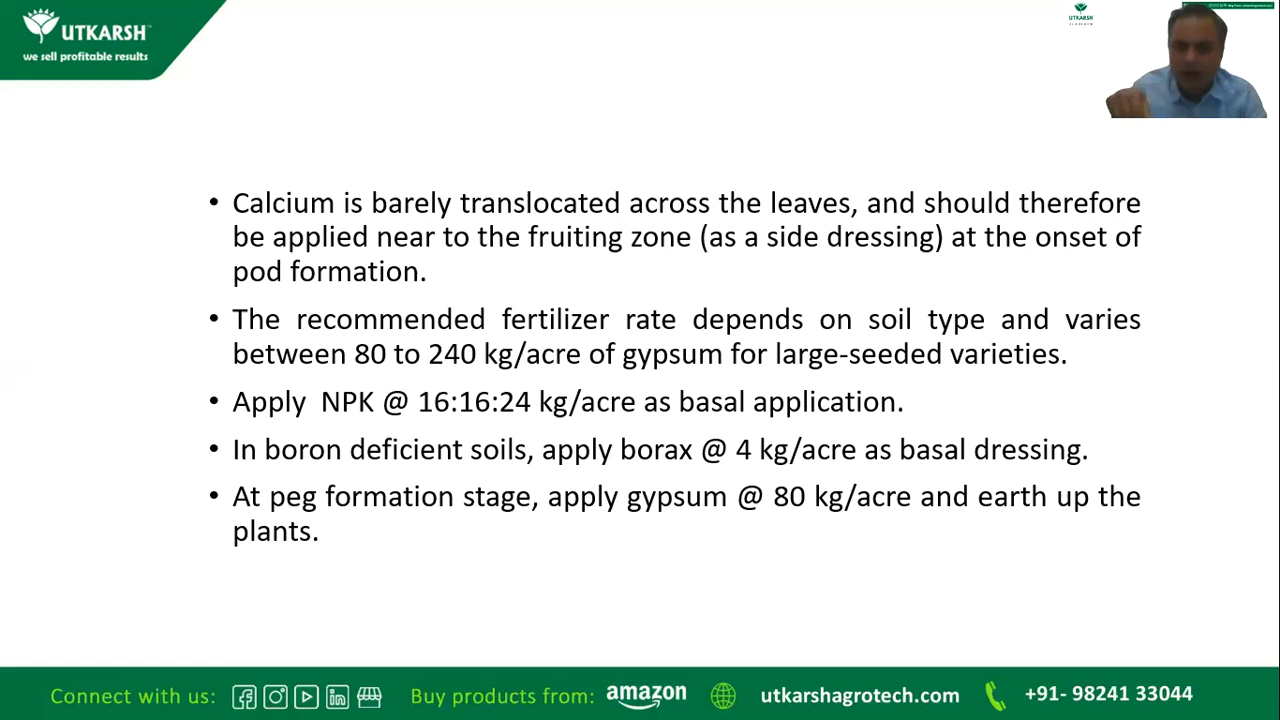 UTKARSH
we sell profitable results
UTKARSH
• Calcium is barely translocated across the leaves, and should therefore
be applied near to the fruiting zone (as a side dressing) at the onset of
pod formation.
• The recommended fertilizer rate depends on soil type and varies
between 80 to 240 kg/acre of gypsum for large-seeded varieties.
• Apply NPK @ 16:16:24 kg/acre as basal application.
• In boron deficient soils, apply borax @ 4 kg/acre as basal dressing.
• At peg formation stage, apply gypsum @ 80 kg/acre and earth up the
plants.
Connect with us: Buy products from: amazon utkarshagrotech.com +91- 98241 33044